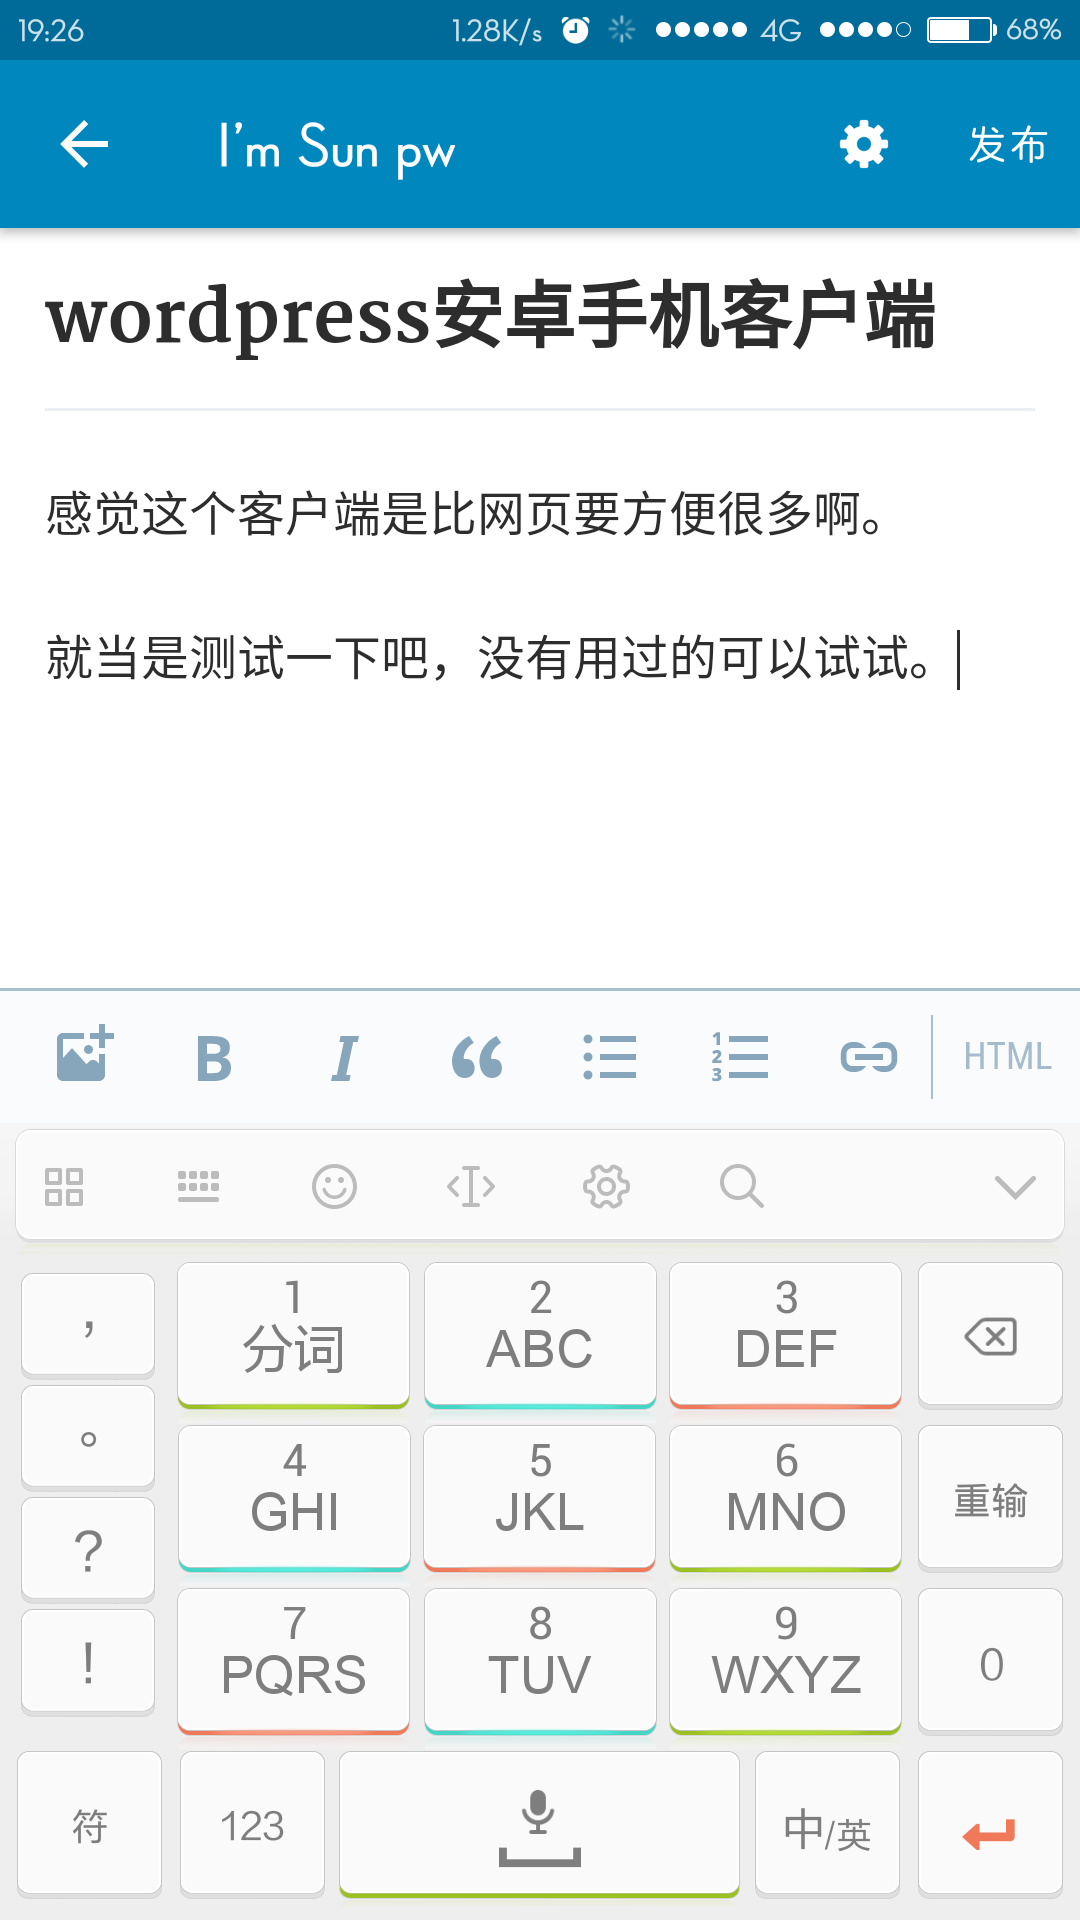 19:26 1.28K/s 4G 68%
I'm Sun pw 发布
wordpress安卓手机客户端
感觉这个客户端是比网页要方便很多啊。
就当是测试一下吧，没有用过的可以试试。
B I “ 1 2 3 HTML
， 1 分词 2 ABC 3 DEF
。 4 GHI 5 JKL 6 MNO 重输
? 7 PQRS 8 TUV 9 WXYZ 0
!
符 123 中/英